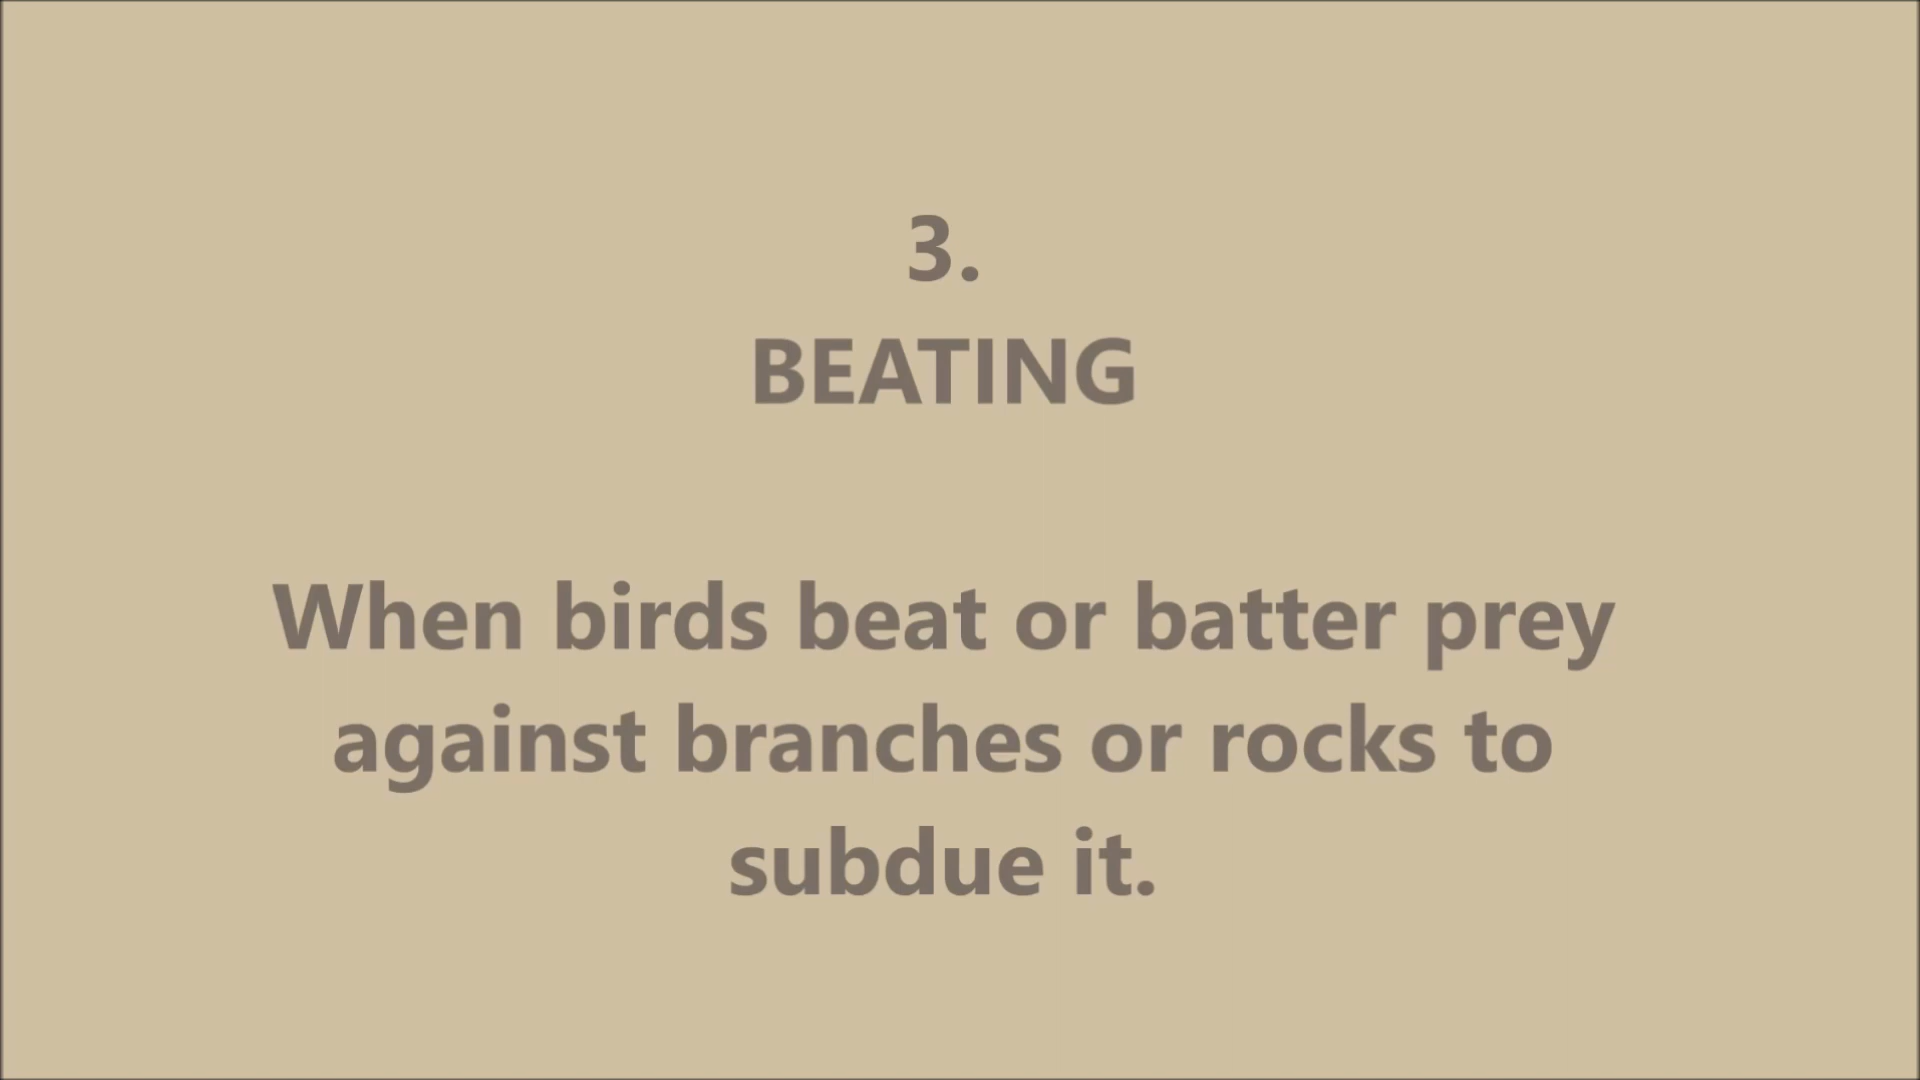 3.
BEATING
When birds beat or batter prey
against branches or rocks to
subdue it.